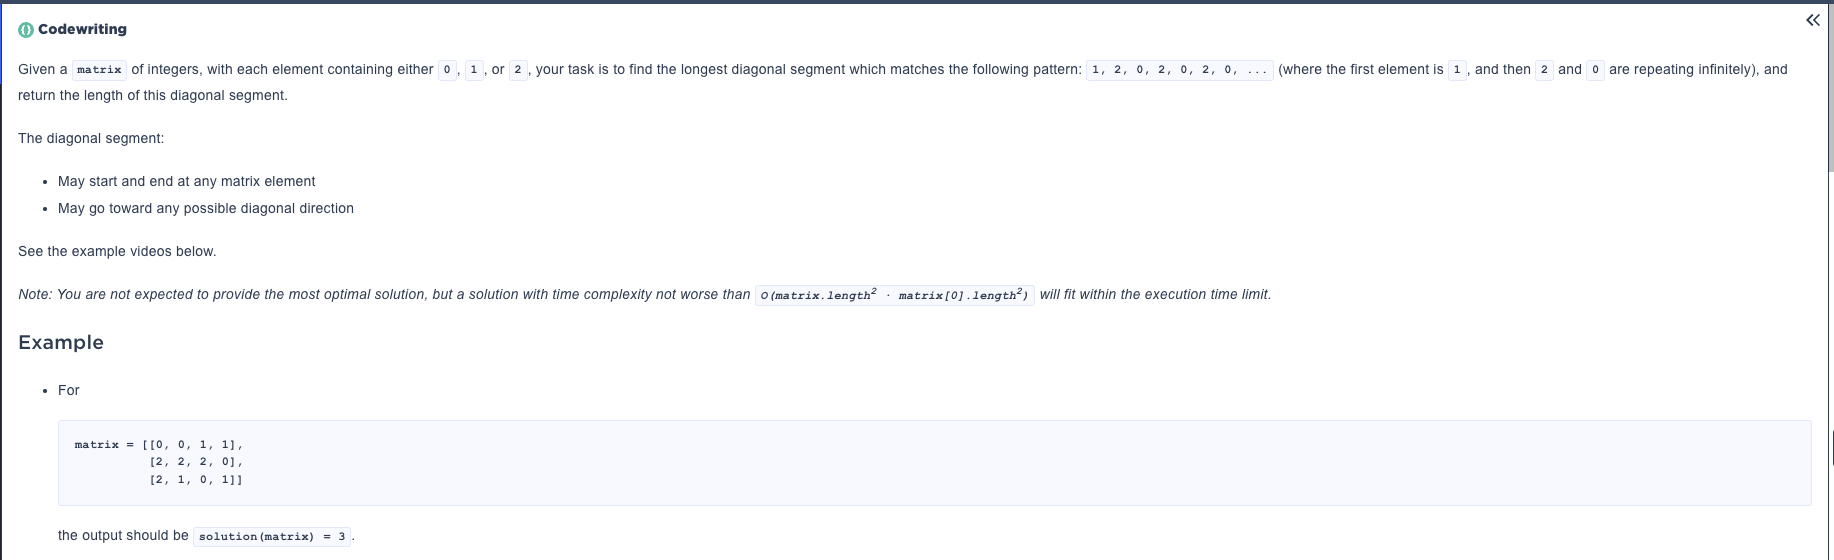 Codewriting
Given a matrix of integers, with each element containing either 0, 1, or 2, your task is to find the longest diagonal segment which matches the following pattern: 1, 2, 0, 2, 0, 2, 0, ... (where the first element is 1, and then 2 and 0 are repeating infinitely), and
return the length of this diagonal segment.
The diagonal segment:
• May start and end at any matrix element
• May go toward any possible diagonal direction
See the example videos below.
Note: You are not expected to provide the most optimal solution, but a solution with time complexity not worse than O(matrix.length² · matrix[0].length²) will fit within the execution time limit.
Example
• For
matrix = [[0, 0, 1, 1],
[2, 2, 2, 0],
[2, 1, 0, 1]]
the output should be solution(matrix) = 3.